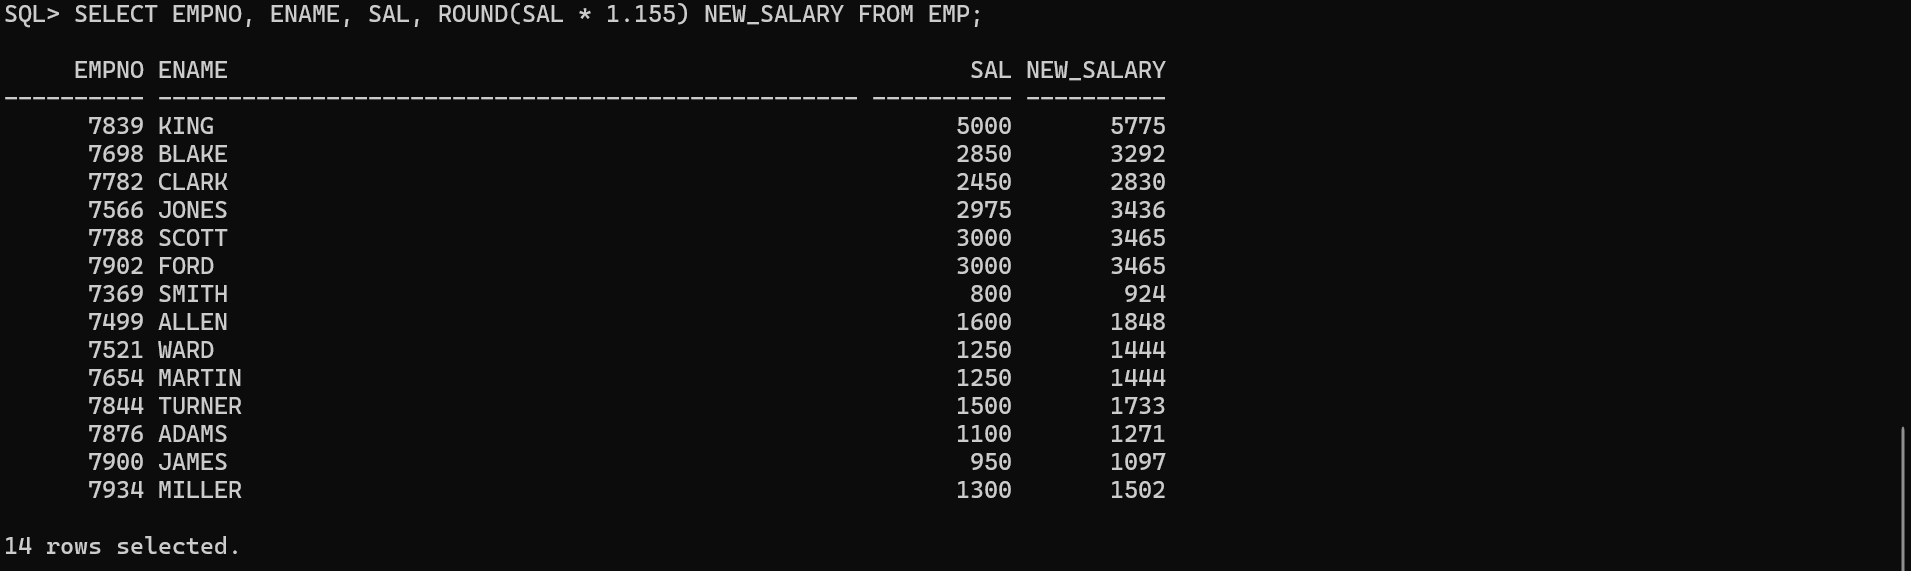 SQL> SELECT EMPNO, ENAME, SAL, ROUND(SAL * 1.155) NEW_SALARY FROM EMP;
     EMPNO ENAME                                                     SAL NEW_SALARY
---------- -------------------------------------------------- ---------- ----------
      7839 KING                                                     5000       5775
      7698 BLAKE                                                    2850       3292
      7782 CLARK                                                    2450       2830
      7566 JONES                                                    2975       3436
      7788 SCOTT                                                    3000       3465
      7902 FORD                                                     3000       3465
      7369 SMITH                                                     800        924
      7499 ALLEN                                                    1600       1848
      7521 WARD                                                     1250       1444
      7654 MARTIN                                                   1250       1444
      7844 TURNER                                                   1500       1733
      7876 ADAMS                                                    1100       1271
      7900 JAMES                                                     950       1097
      7934 MILLER                                                   1300       1502
14 rows selected.